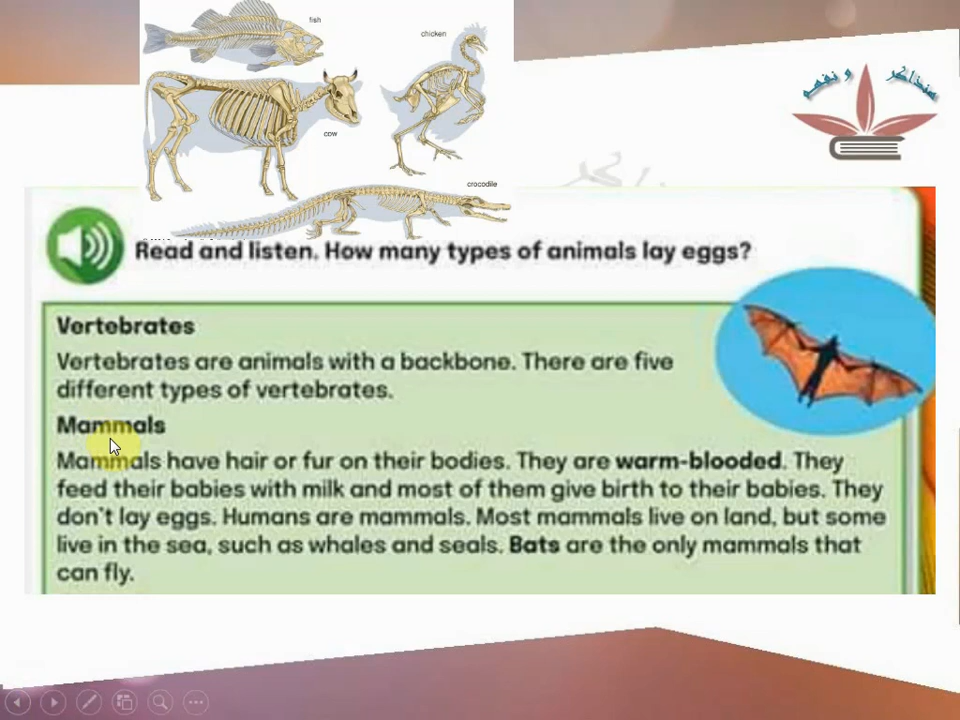 fish
chicken
cow
crocodile
هنذاكر و نفهم
Read and listen. How many types of animals lay eggs?
Vertebrates
Vertebrates are animals with a backbone. There are five
different types of vertebrates.
Mammals
Mammals have hair or fur on their bodies. They are warm-blooded. They
feed their babies with milk and most of them give birth to their babies. They
don't lay eggs. Humans are mammals. Most mammals live on land, but some
live in the sea, such as whales and seals. Bats are the only mammals that
can fly.